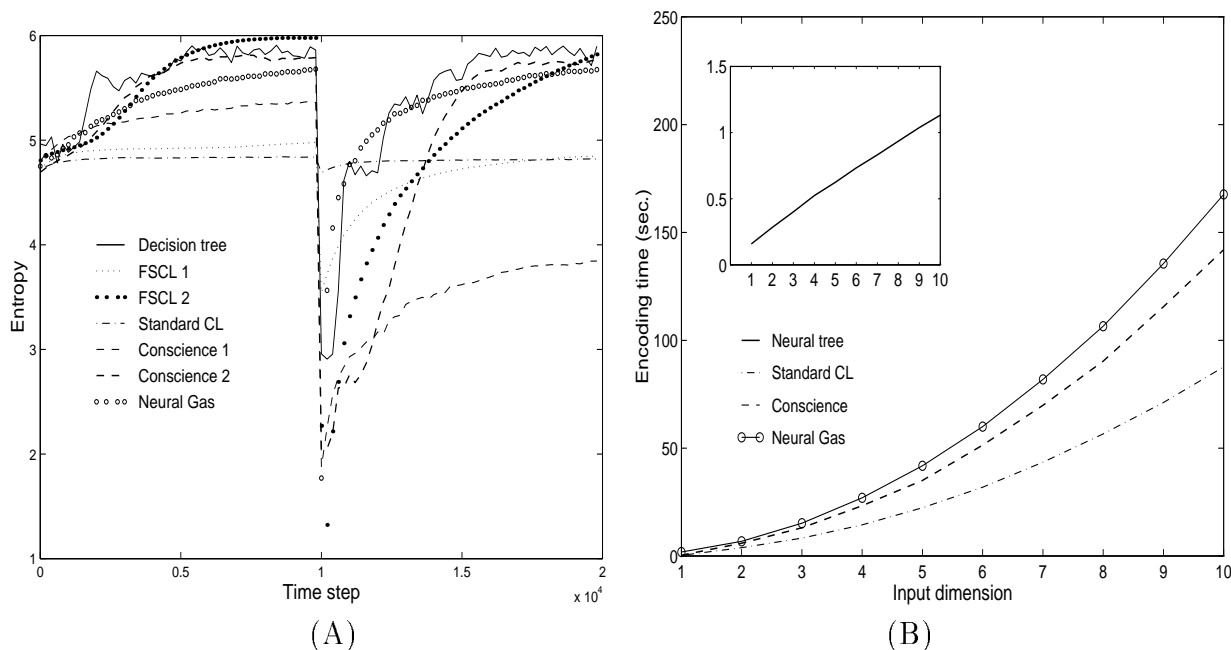 6
5
4
3
2
1
Entropy
Decision tree
FSCL 1
FSCL 2
Standard CL
Conscience 1
Conscience 2
Neural Gas
0
0.5
1
1.5
2
x 10⁴
Time step
(A)
250
200
150
100
50
0
Encoding time (sec.)
1.5
1
0.5
0
1 2 3 4 5 6 7 8 9 10
Neural tree
Standard CL
Conscience
Neural Gas
1 2 3 4 5 6 7 8 9 10
Input dimension
(B)